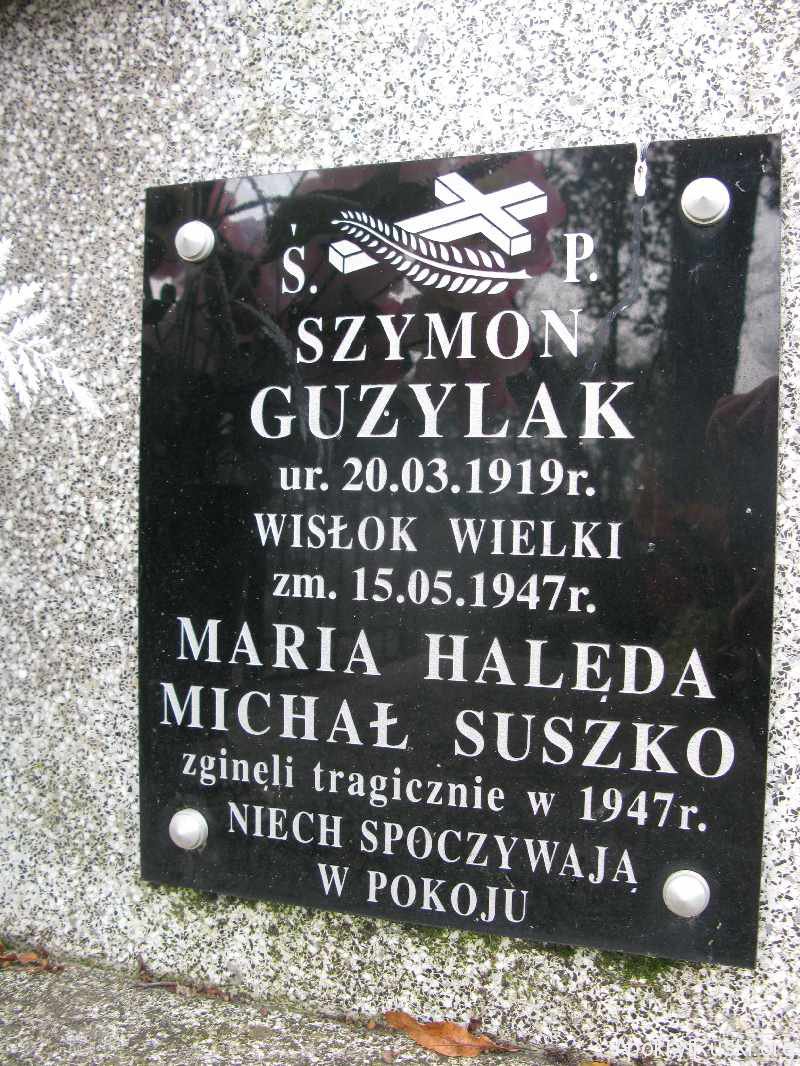 Ś. P.
SZYMON
GUZYLAK
ur. 20.03.1919r.
WISŁOK WIELKI
zm. 15.05.1947r.
MARIA HALĘDA
MICHAŁ SUSZKO
zginęli tragicznie w 1947r.
NIECH SPOCZYWAJĄ
W POKOJU